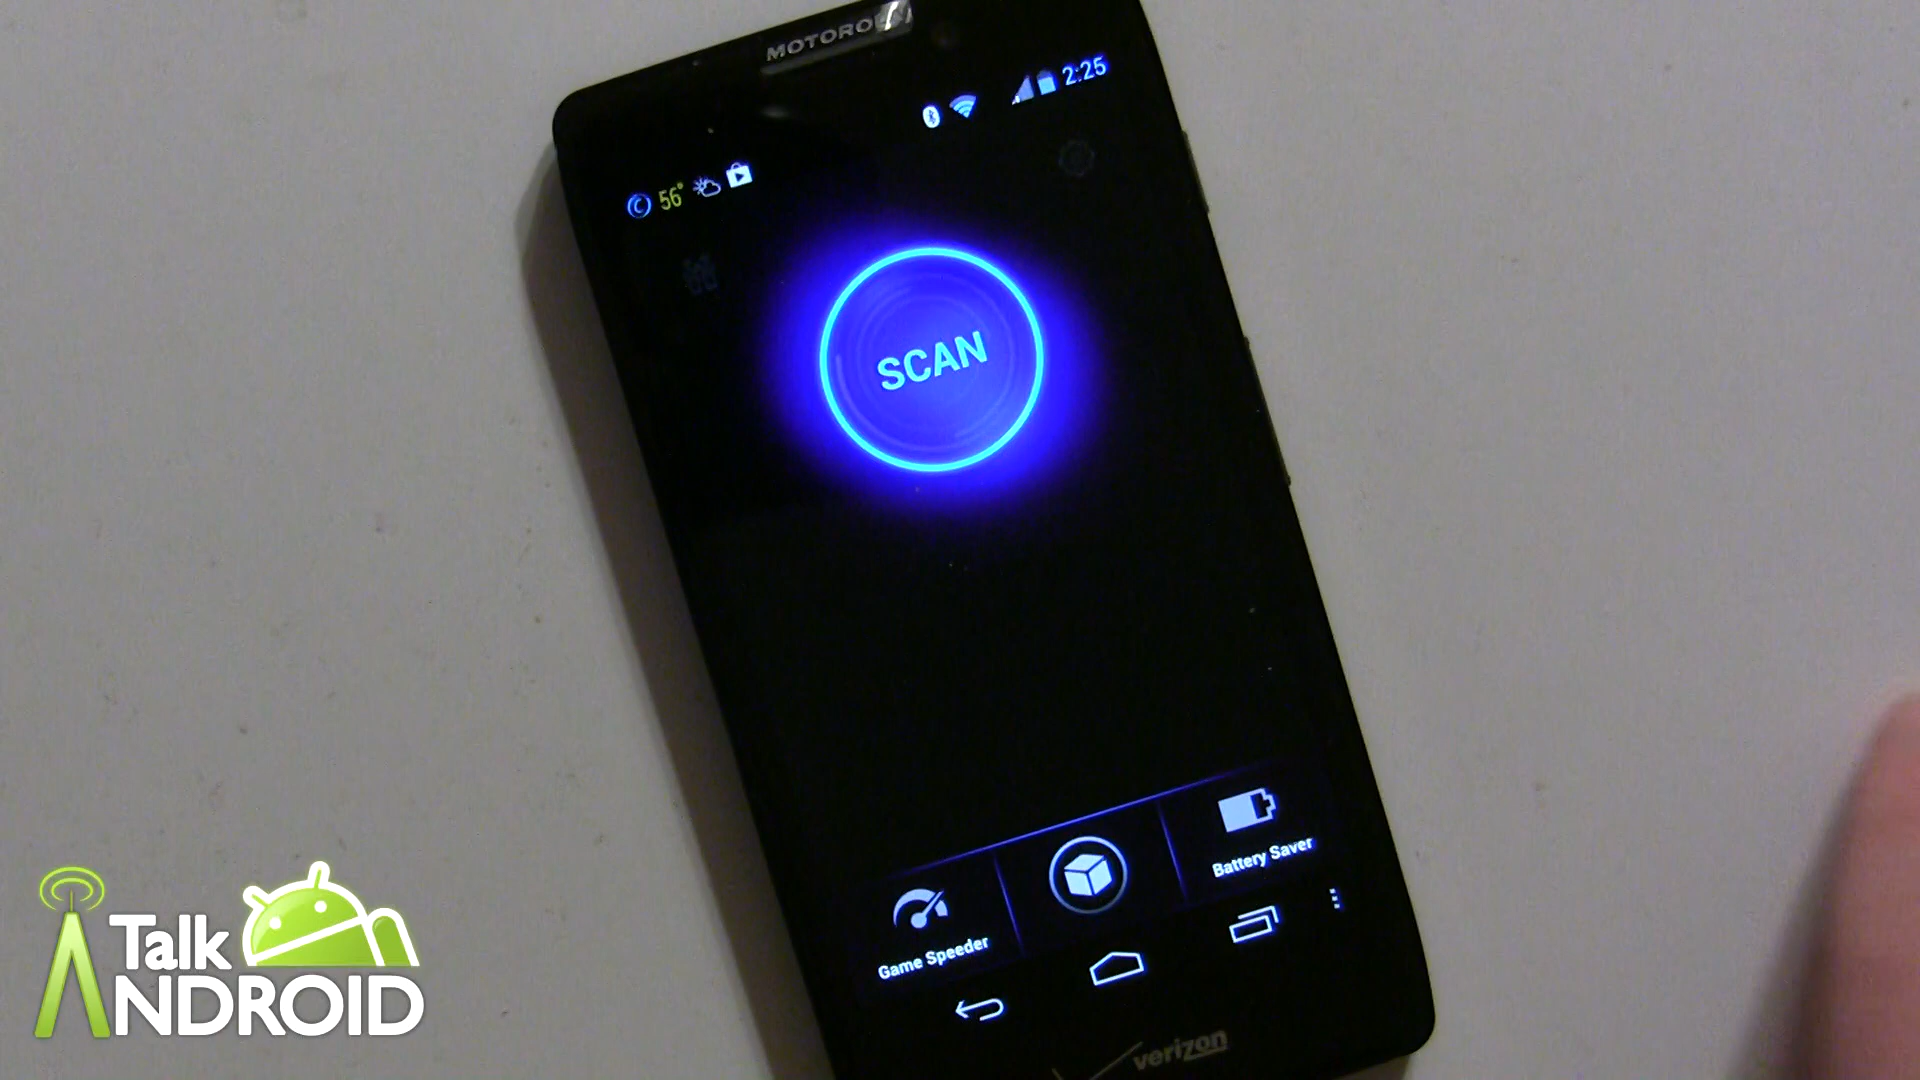 MOTOROLA
2:25
56°
SCAN
Battery Saver
Game Speeder
verizon
Talk
ANDROID